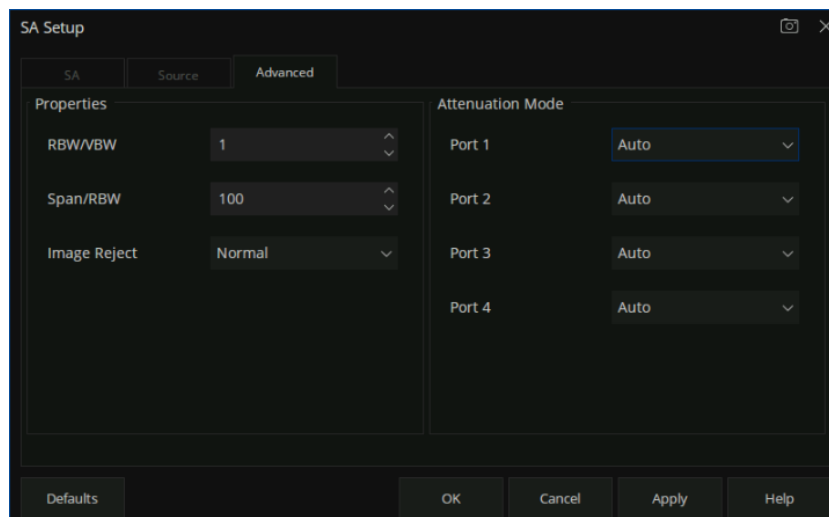 SA Setup
SA Source Advanced
Properties
RBW/VBW 1
Span/RBW 100
Image Reject Normal
Attenuation Mode
Port 1 Auto
Port 2 Auto
Port 3 Auto
Port 4 Auto
Defaults OK Cancel Apply Help